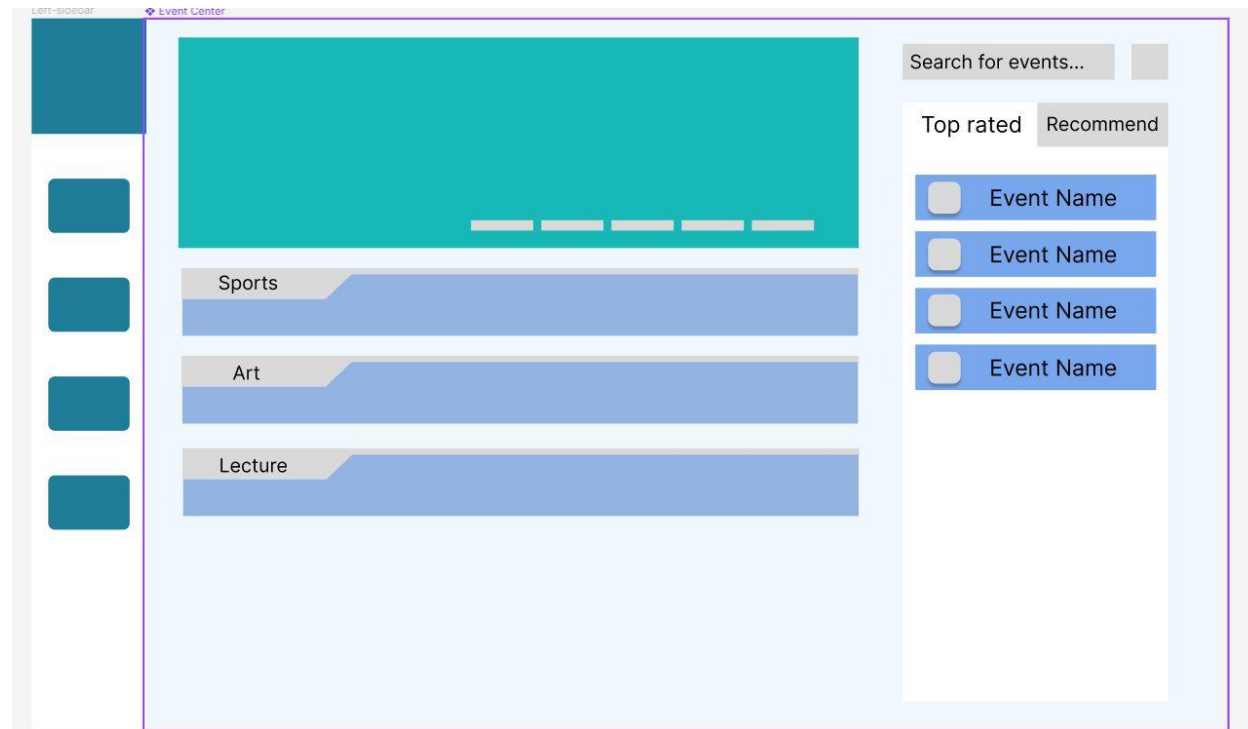 Left-sidebar
Event Center
Search for events...
Top rated
Recommend
Event Name
Event Name
Event Name
Event Name
Sports
Art
Lecture